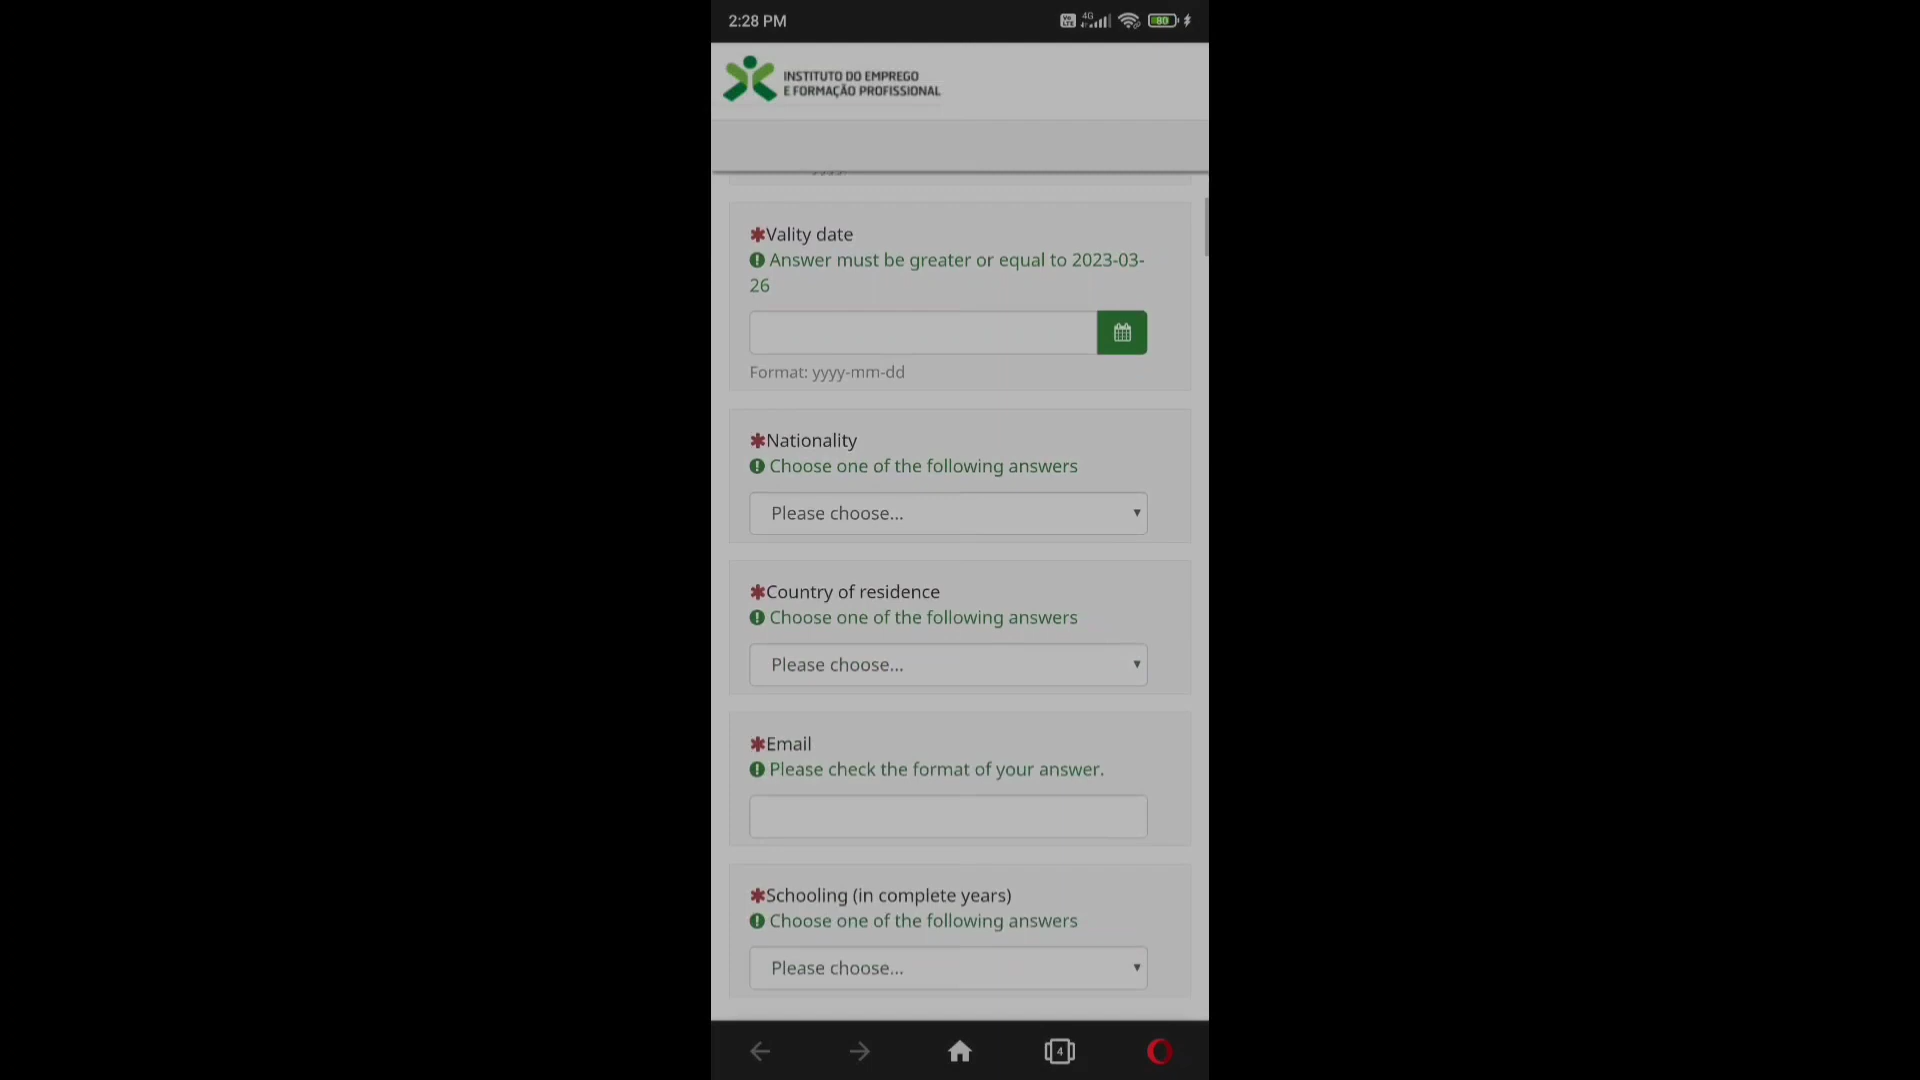 2:28 PM
4G
80
INSTITUTO DO EMPREGO
E FORMAÇÃO PROFISSIONAL
✱Vality date
Answer must be greater or equal to 2023-03-
26
Format: yyyy-mm-dd
✱Nationality
Choose one of the following answers
Please choose...
✱Country of residence
Choose one of the following answers
Please choose...
✱Email
Please check the format of your answer.
✱Schooling (in complete years)
Choose one of the following answers
Please choose...
4